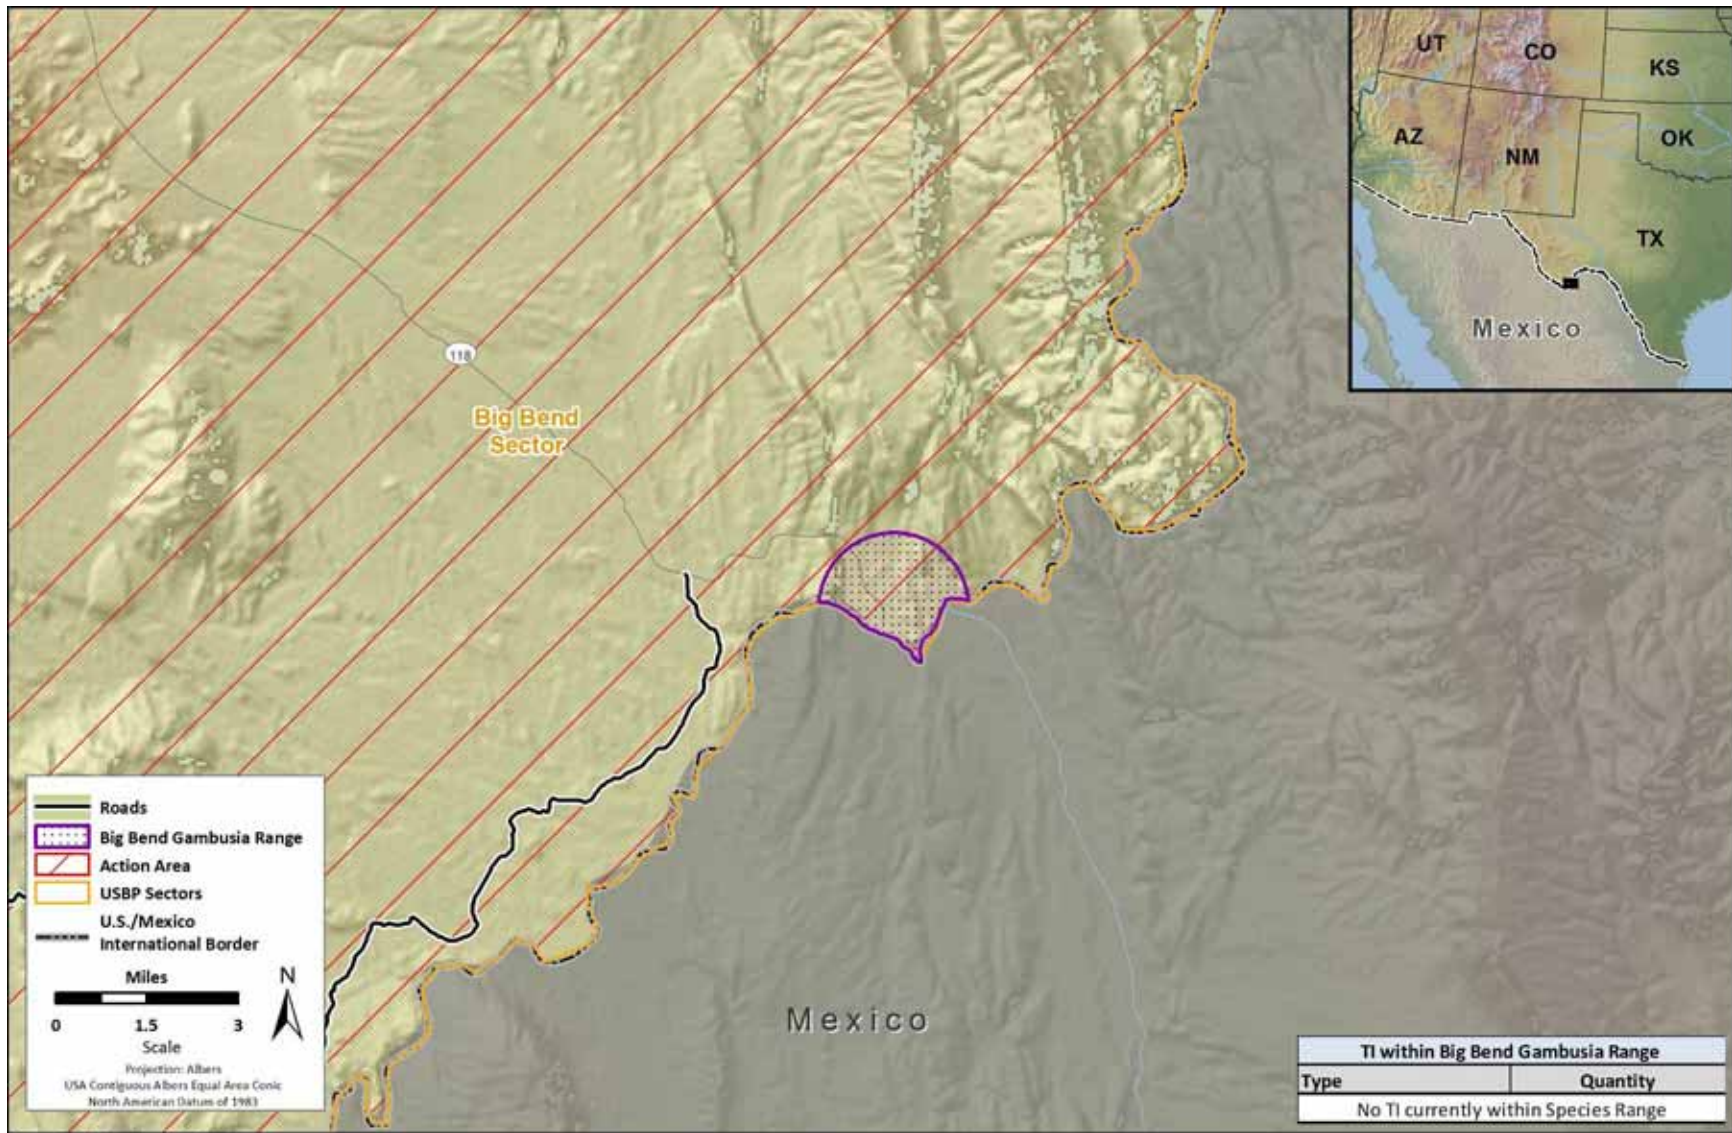 UT
CO
KS
AZ
NM
OK
TX
Mexico
118
Big Bend
Sector
Roads
Big Bend Gambusia Range
Action Area
USBP Sectors
U.S./Mexico
International Border
Miles
N
0 1.5 3
Scale
Projection: Albers
USA Contiguous Albers Equal Area Conic
North American Datum of 1983
Mexico
TI within Big Bend Gambusia Range
Type Quantity
No TI currently within Species Range